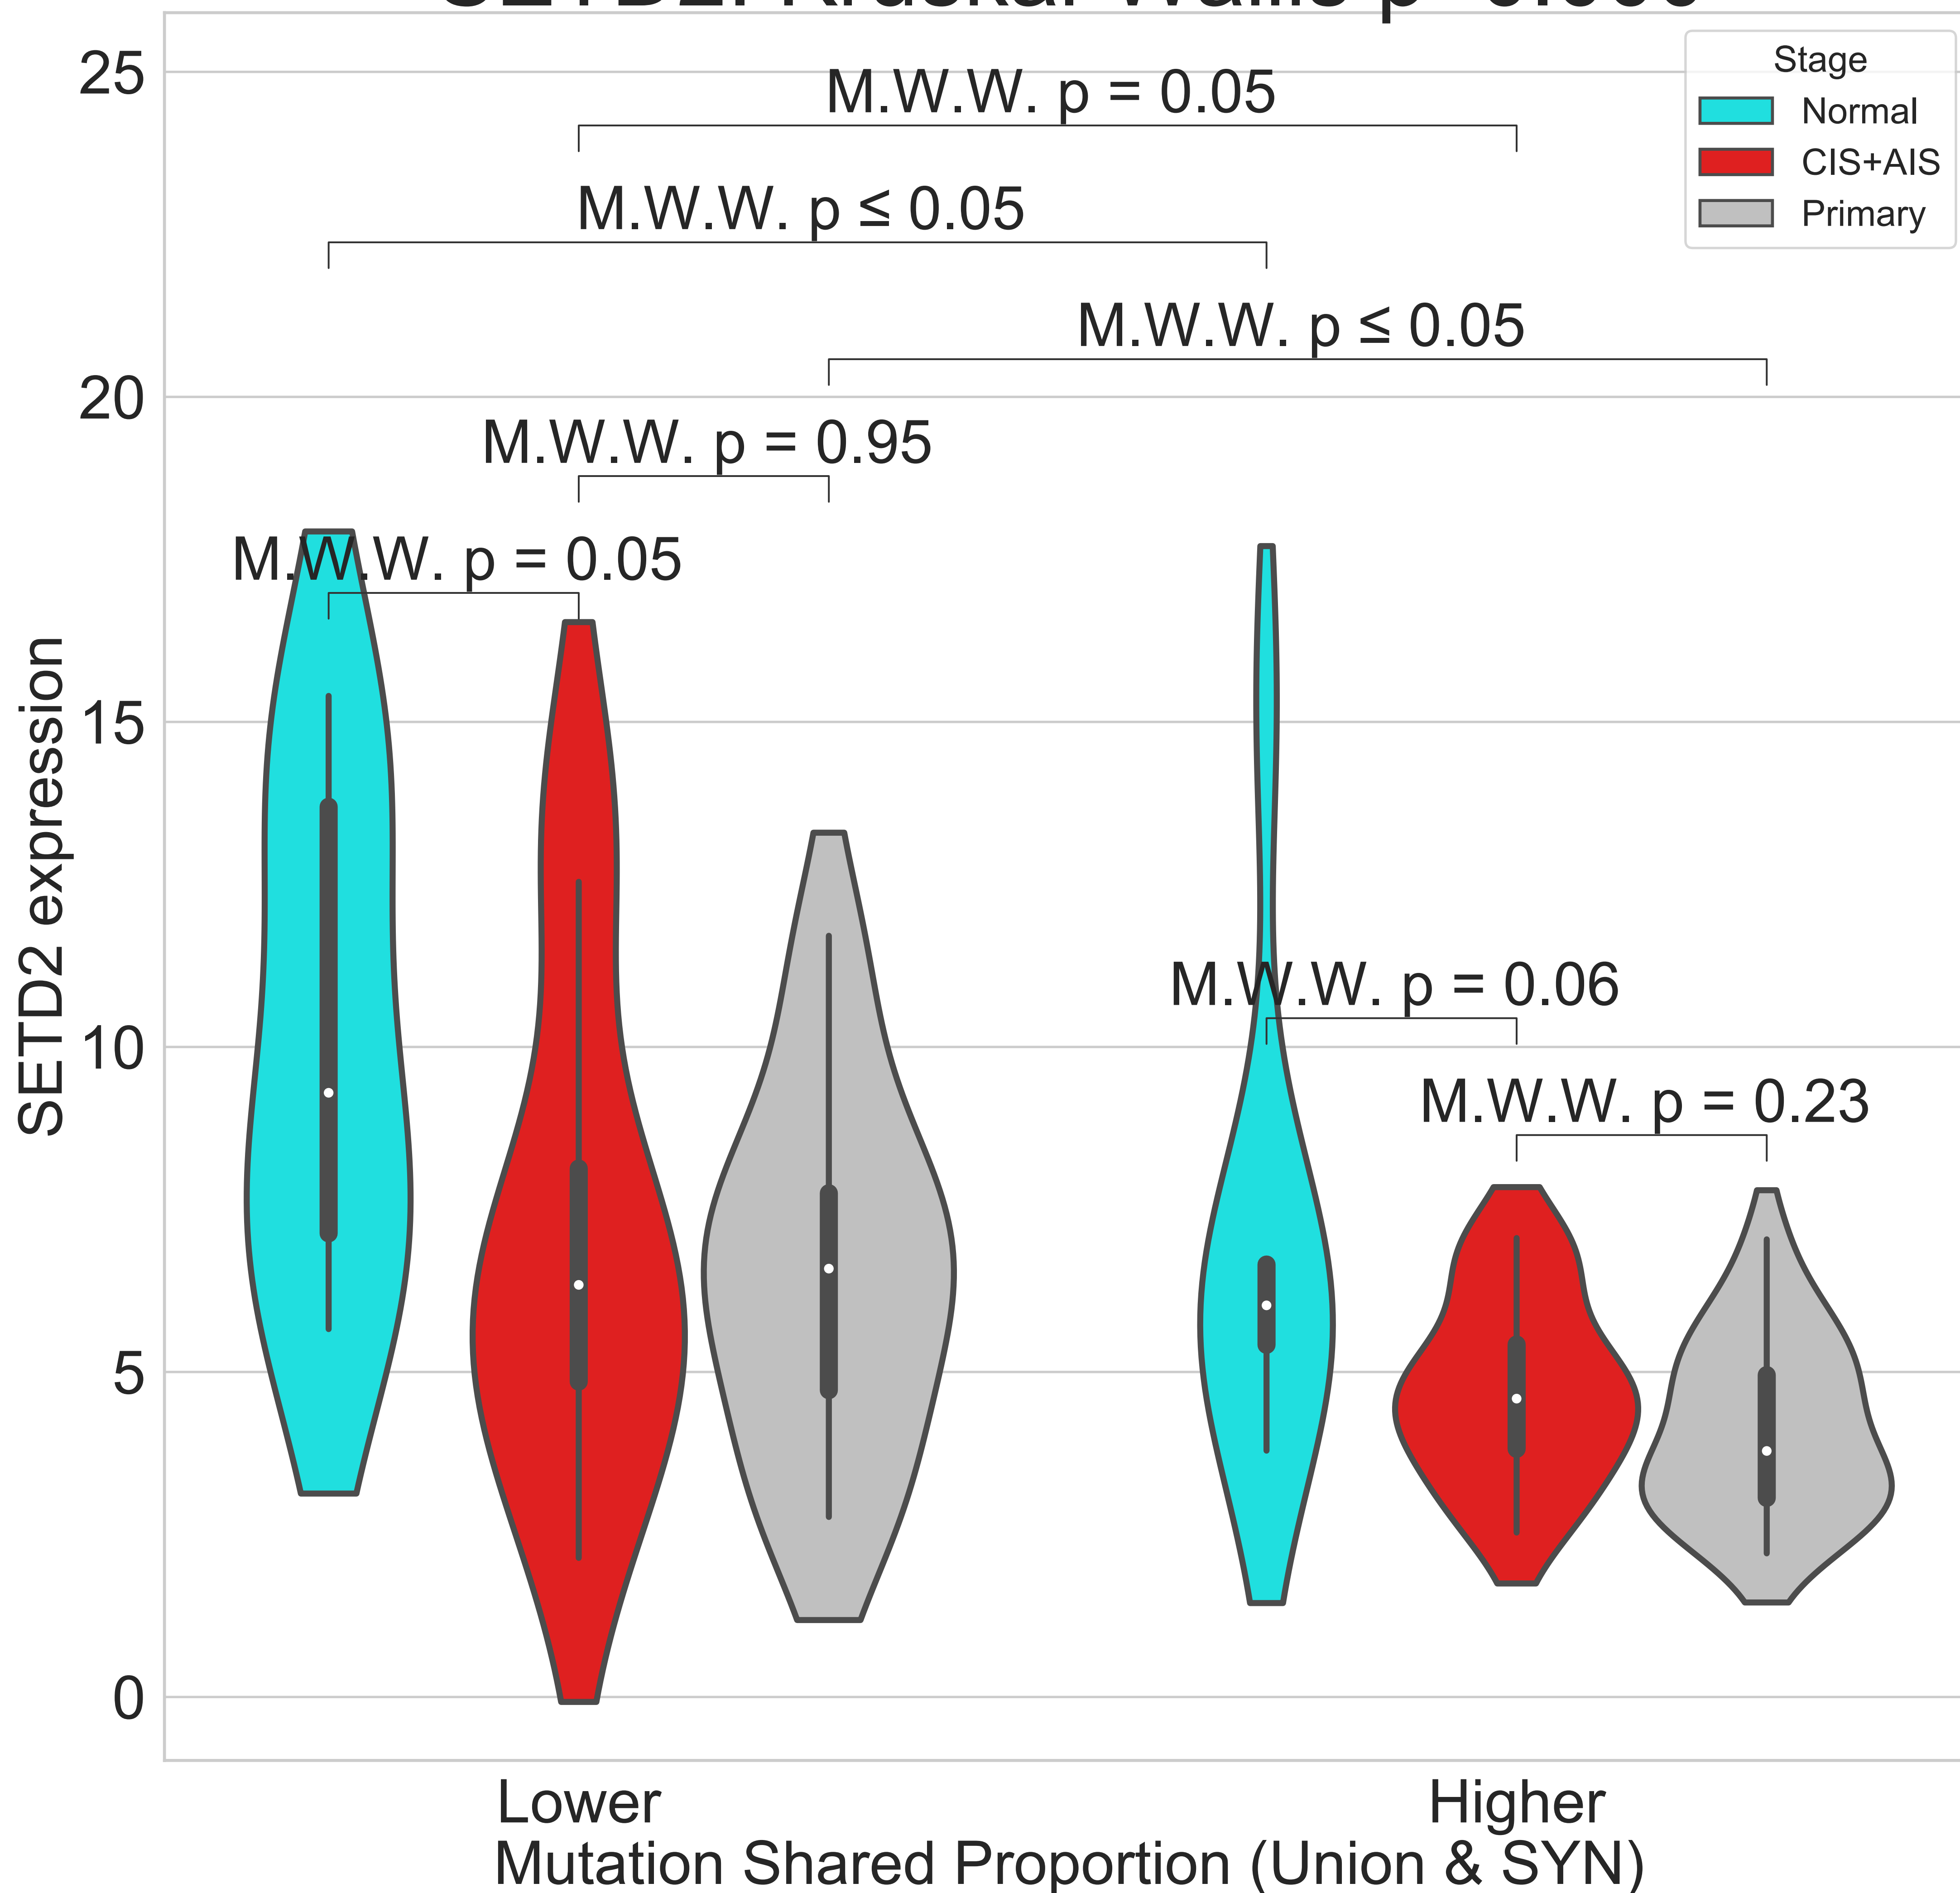 25
Stage
M.W.W. p = 0.05
Normal
CIS+AIS
M.W.W. p ≤ 0.05
Primary
M.W.W. p ≤ 0.05
20
M.W.W. p = 0.95
M.W.W. p = 0.05
15
SETD2 expression
M.W.W. p = 0.06
10
M.W.W. p = 0.23
5
0
Lower
Higher
Mutation Shared Proportion (Union & SYN)